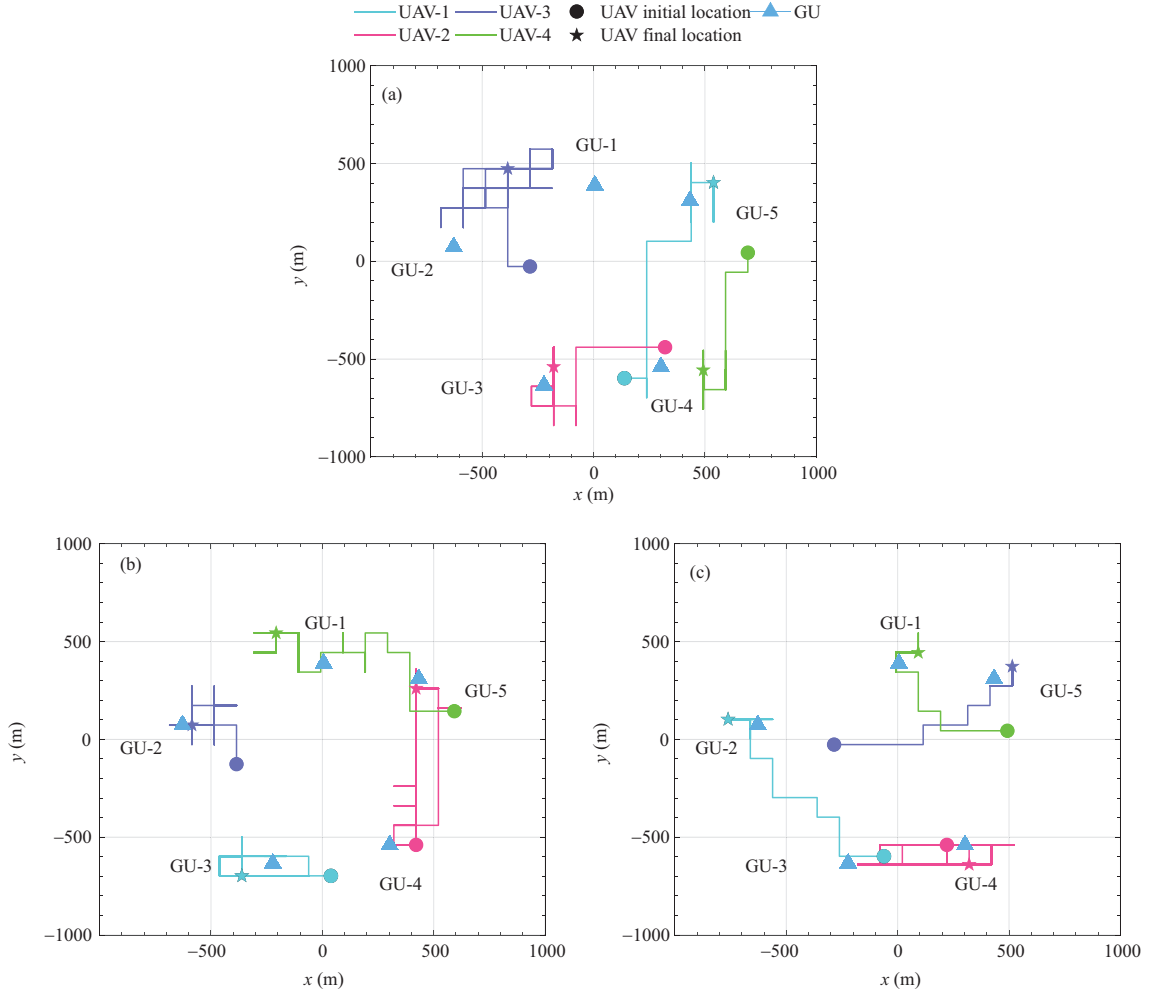 UAV-1 UAV-3 UAV initial location GU
UAV-2 UAV-4 UAV final location
1000
(a)
GU-1
500
GU-5
GU-2
0
y (m)
−500
GU-3
GU-4
−1000
−500 0 500 1000
x (m)
1000 1000
(b) (c)
GU-1 GU-1
500 500
GU-5 GU-5
GU-2 GU-2
0 0
y (m) y (m)
−500 −500
GU-3 GU-3
GU-4 GU-4
−1000 −1000
−500 0 500 1000 −500 0 500 1000
x (m) x (m)